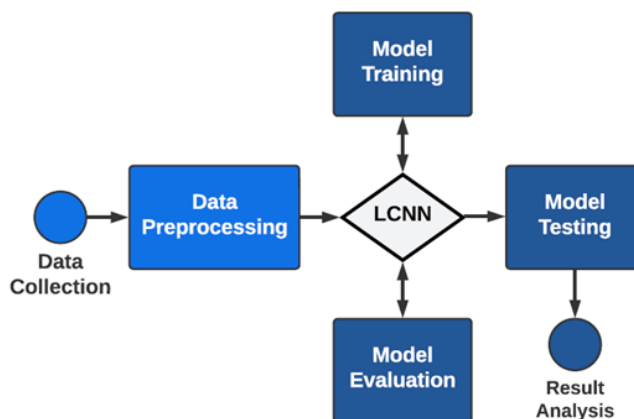 Model
Training
Data
Preprocessing
LCNN
Model
Testing
Data
Collection
Model
Evaluation
Result
Analysis